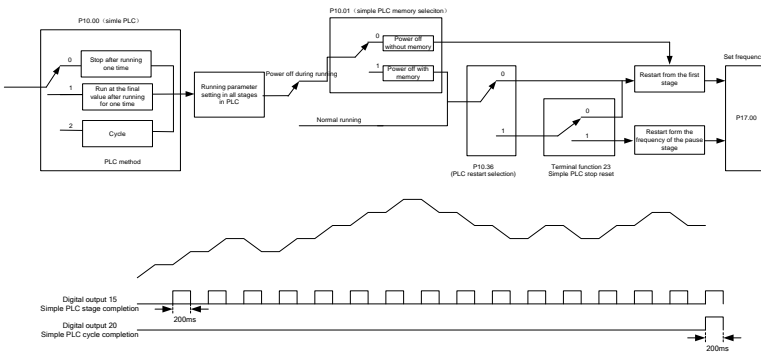 P10.00（simle PLC）
0
Stop after running
one time
1
Run at the final
value after running
for one time
2
Cycle
PLC method
Running parameter
setting in all stages
in PLC
P10.01（simple PLC memory seleciton）
Power off during running
0
Power off
without memory
1
Power off with
memory
Normal running
0
1
P10.36
(PLC restart selection)
0
1
Terminal function 23
Simple PLC stop reset
Restart from the first
stage
Restart form the
frequency of the pause
stage
Set frequenc
P17.00
Digital output 15
Simple PLC stage completion
200ms
Digital output 20
Simple PLC cycle completion
200ms